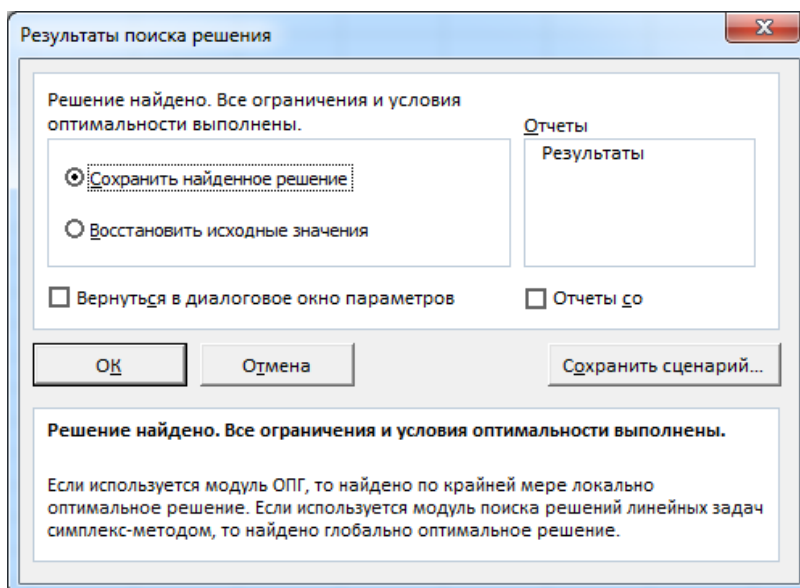 Результаты поиска решения
Решение найдено. Все ограничения и условия
оптимальности выполнены.
Отчеты
Результаты
Сохранить найденное решение
Восстановить исходные значения
Вернуться в диалоговое окно параметров
Отчеты со
ОК
Отмена
Сохранить сценарий...
Решение найдено. Все ограничения и условия оптимальности выполнены.
Если используется модуль ОПГ, то найдено по крайней мере локально
оптимальное решение. Если используется модуль поиска решений линейных задач
симплекс-методом, то найдено глобально оптимальное решение.